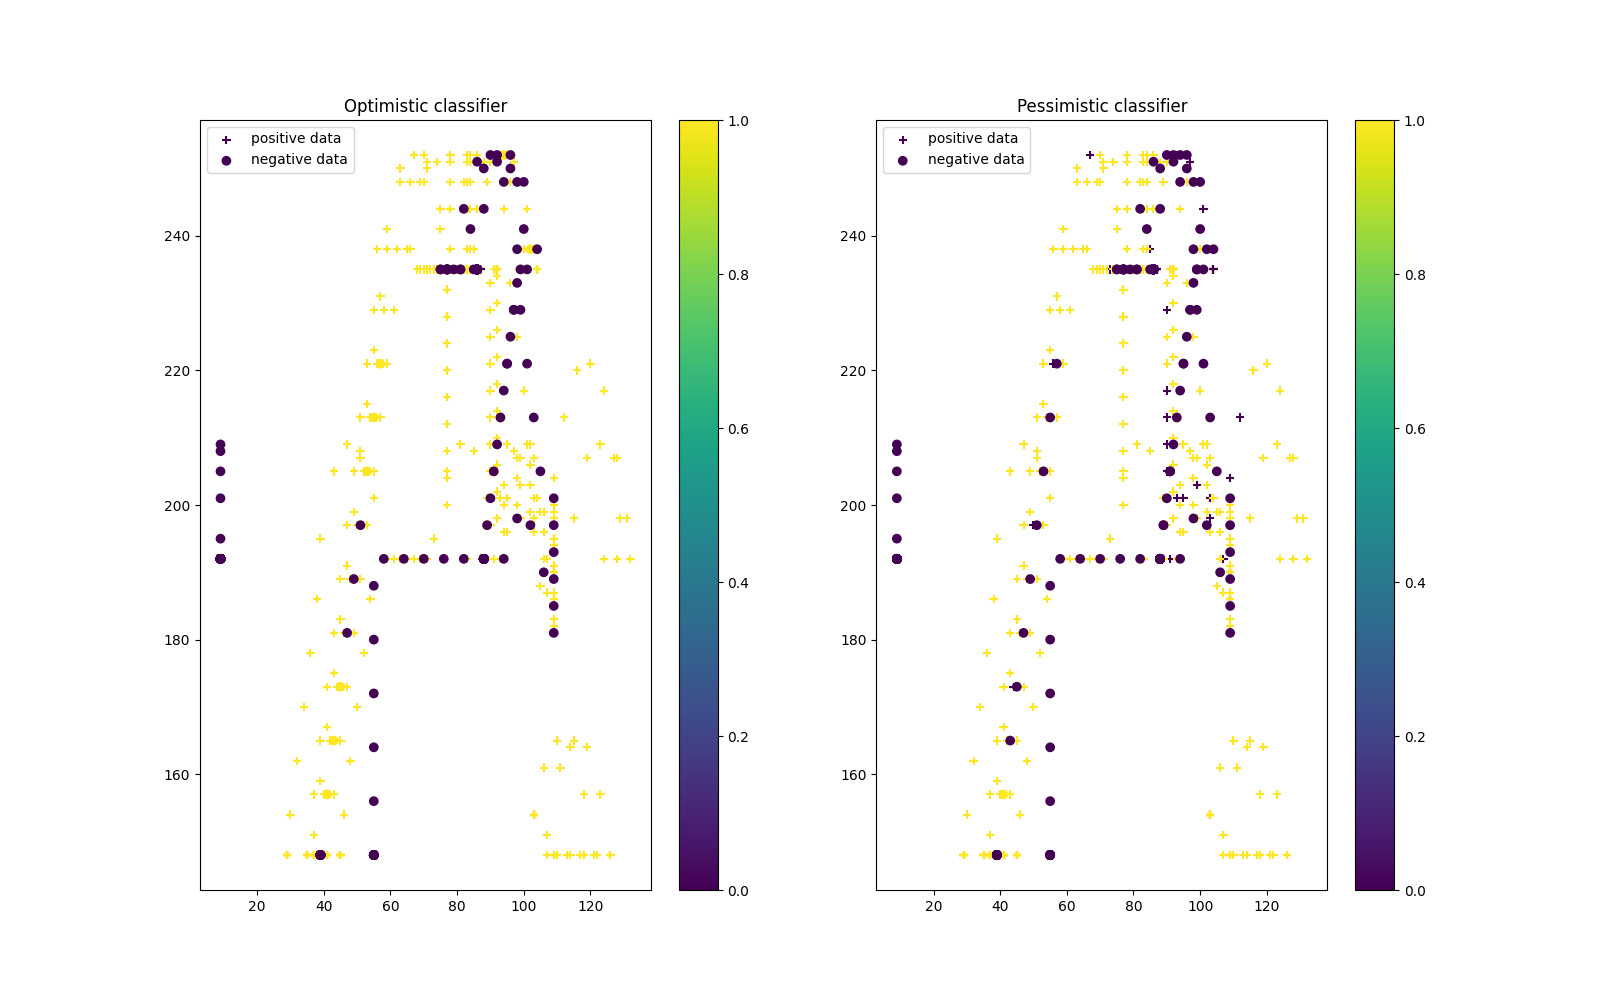 Optimistic classifier
positive data
negative data
240
220
200
180
160
20 40 60 80 100 120
1.0
0.8
0.6
0.4
0.2
0.0
Pessimistic classifier
positive data
negative data
240
220
200
180
160
20 40 60 80 100 120
1.0
0.8
0.6
0.4
0.2
0.0